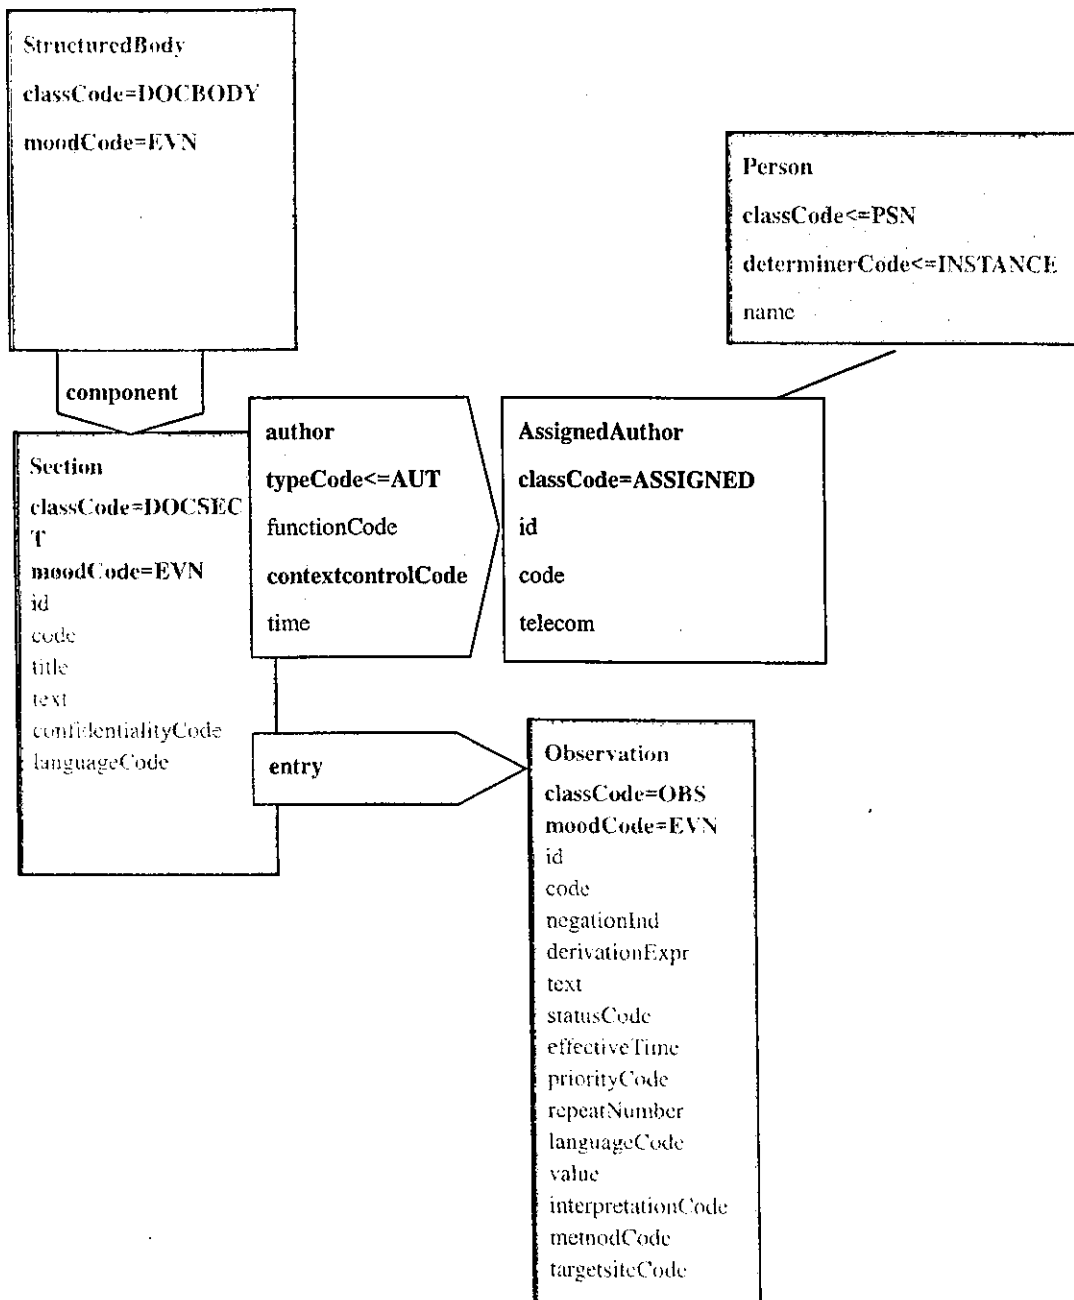 StructuredBody
classCode=DOCBODY
moodCode=EVN
Person
classCode<=PSN
determinerCode<=INSTANCE
name
component
Section
classCode=DOCSEC
T
moodCode=EVN
id
code
title
text
confidentialityCode
languageCode
author
typeCode<=AUT
functionCode
contextcontrolCode
time
AssignedAuthor
classCode=ASSIGNED
id
code
telecom
entry
Observation
classCode=OBS
moodCode=EVN
id
code
negationInd
derivationExpr
text
statusCode
effectiveTime
priorityCode
repeatNumber
languageCode
value
interpretationCode
metnodCode
targetsiteCode